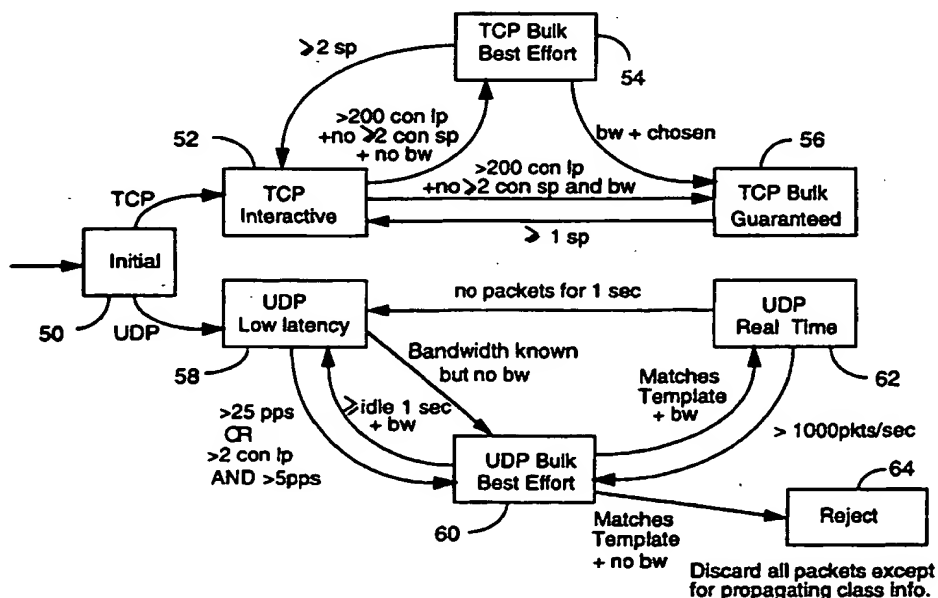 TCP Bulk
Best Effort
54
⩾2 sp
>200 con lp
+no ⩾2 con sp
+ no bw
bw + chosen
52
56
>200 con lp
+no⩾2 con sp and bw
TCP
TCP
Interactive
TCP Bulk
Guaranteed
⩾ 1 sp
Initial
50
UDP
UDP
Low latency
58
no packets for 1 sec
UDP
Real Time
62
Bandwidth known
but no bw
Matches
Template
+ bw
⩾idle 1 sec
+ bw
>25 pps
OR
>2 con lp
AND >5pps
> 1000pkts/sec
UDP Bulk
Best Effort
60
64
Reject
Matches
Template
+ no bw
Discard all packets except
for propagating class info.